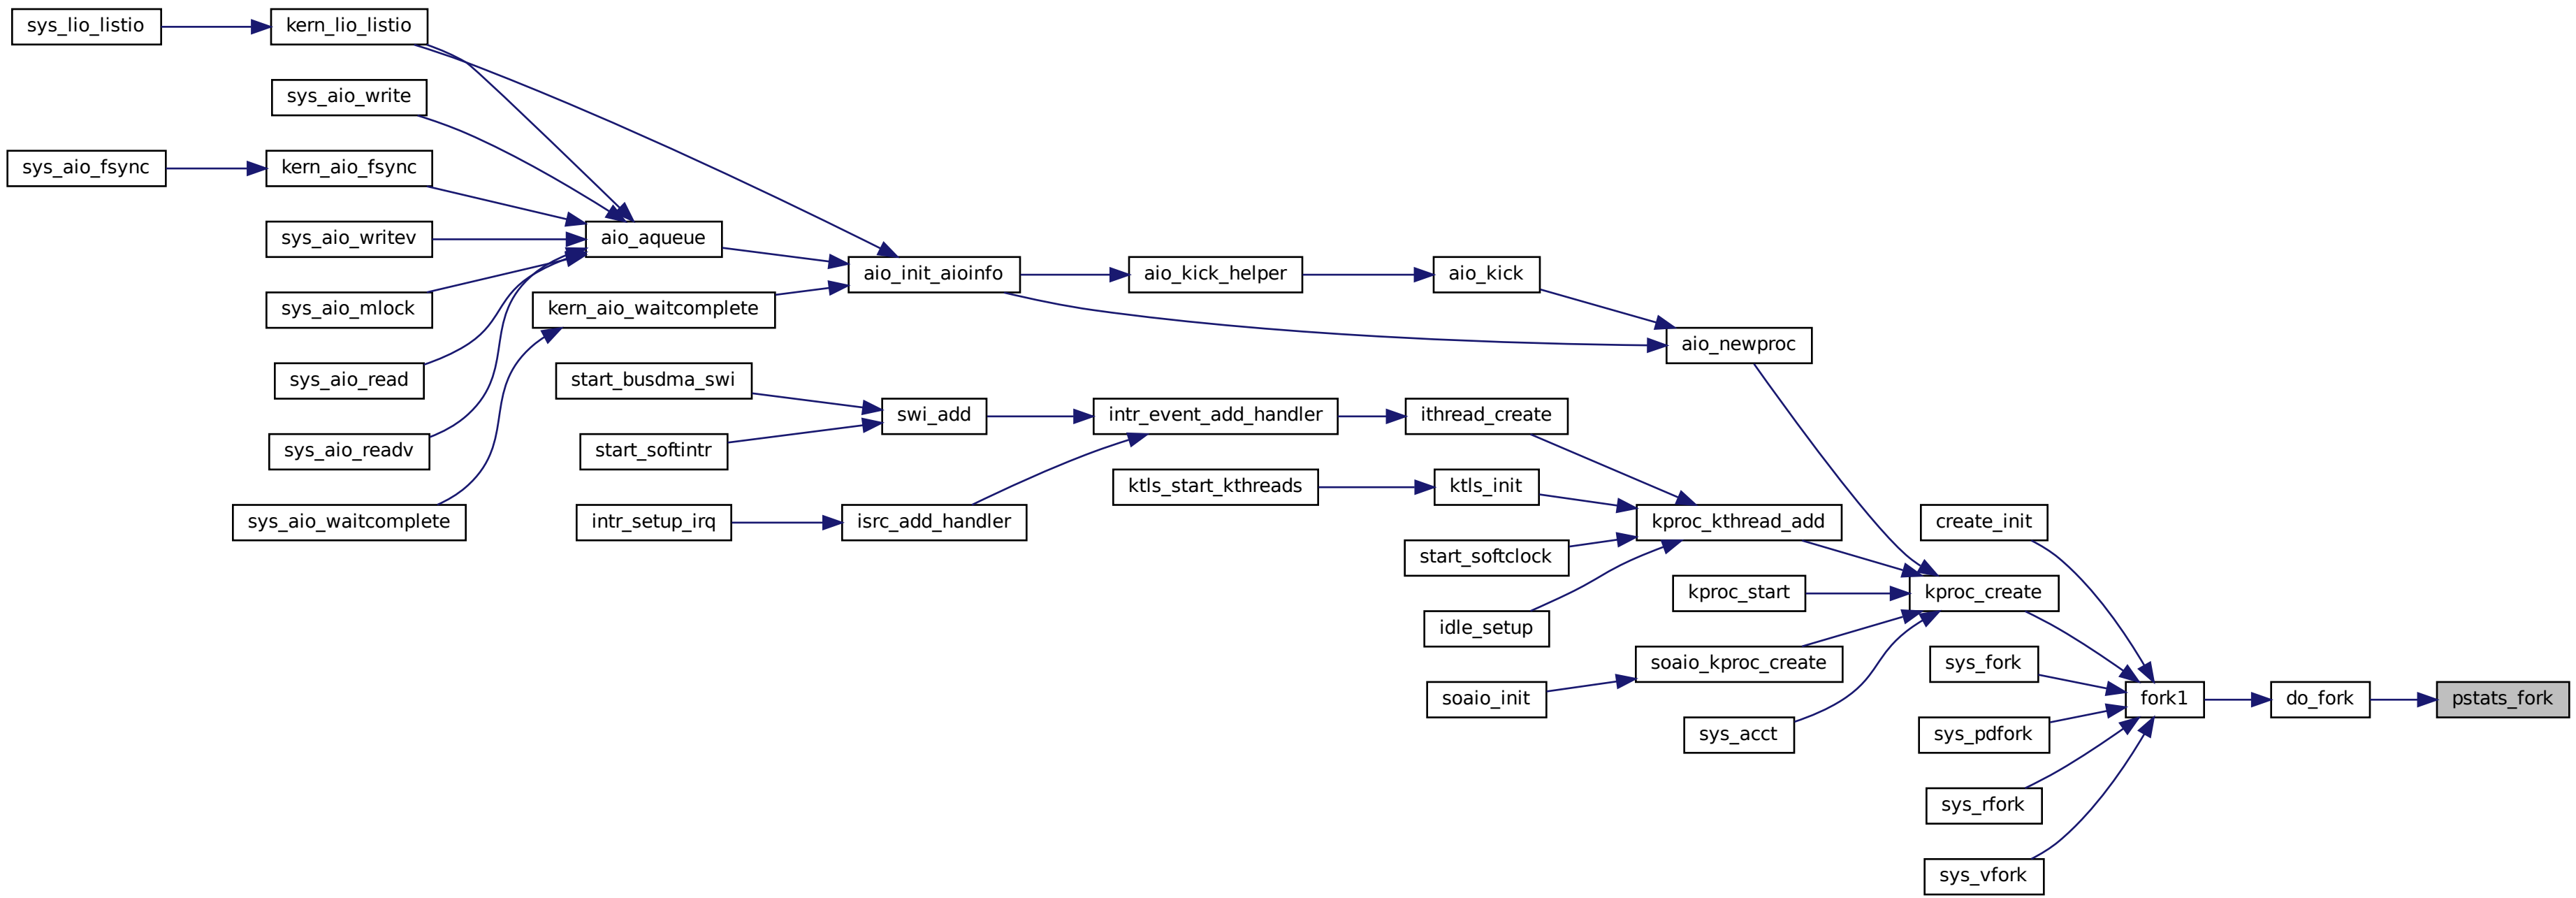 sys_lio_listio
kern_lio_listio
sys_aio_write
sys_aio_fsync
kern_aio_fsync
sys_aio_writev
aio_aqueue
aio_init_aioinfo
aio_kick_helper
aio_kick
sys_aio_mlock
kern_aio_waitcomplete
aio_newproc
sys_aio_read
start_busdma_swi
swi_add
intr_event_add_handler
ithread_create
sys_aio_readv
start_softintr
ktls_start_kthreads
ktls_init
sys_aio_waitcomplete
intr_setup_irq
isrc_add_handler
kproc_kthread_add
create_init
start_softclock
kproc_start
kproc_create
idle_setup
soaio_kproc_create
sys_fork
soaio_init
fork1
do_fork
pstats_fork
sys_acct
sys_pdfork
sys_rfork
sys_vfork